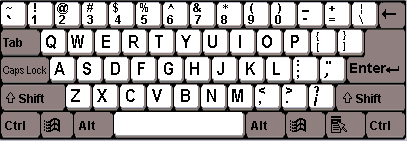 ~ ` ! 1 @ 2 # 3 $ 4 % 5 ^ 6 & 7 * 8 ( 9 ) 0 _ - + = | \ ←
Tab Q W E R T Y U I O P { [ } ]
Caps Lock A S D F G H J K L : ; " ' Enter↵
⇧ Shift Z X C V B N M < , > . ? / ⇧ Shift
Ctrl Alt Alt Ctrl